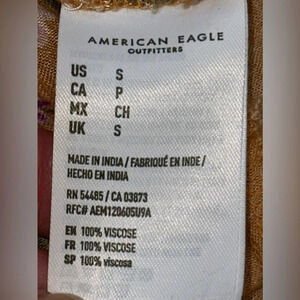 AMERICAN EAGLE
OUTFITTERS
US S
CA P
MX CH
UK S
MADE IN INDIA / FABRIQUÉ EN INDE /
HECHO EN INDIA
RN 54485 / CA 03873
RFC# AEM120605U9A
EN 100% VISCOSE
FR 100% VISCOSE
SP 100% viscosa